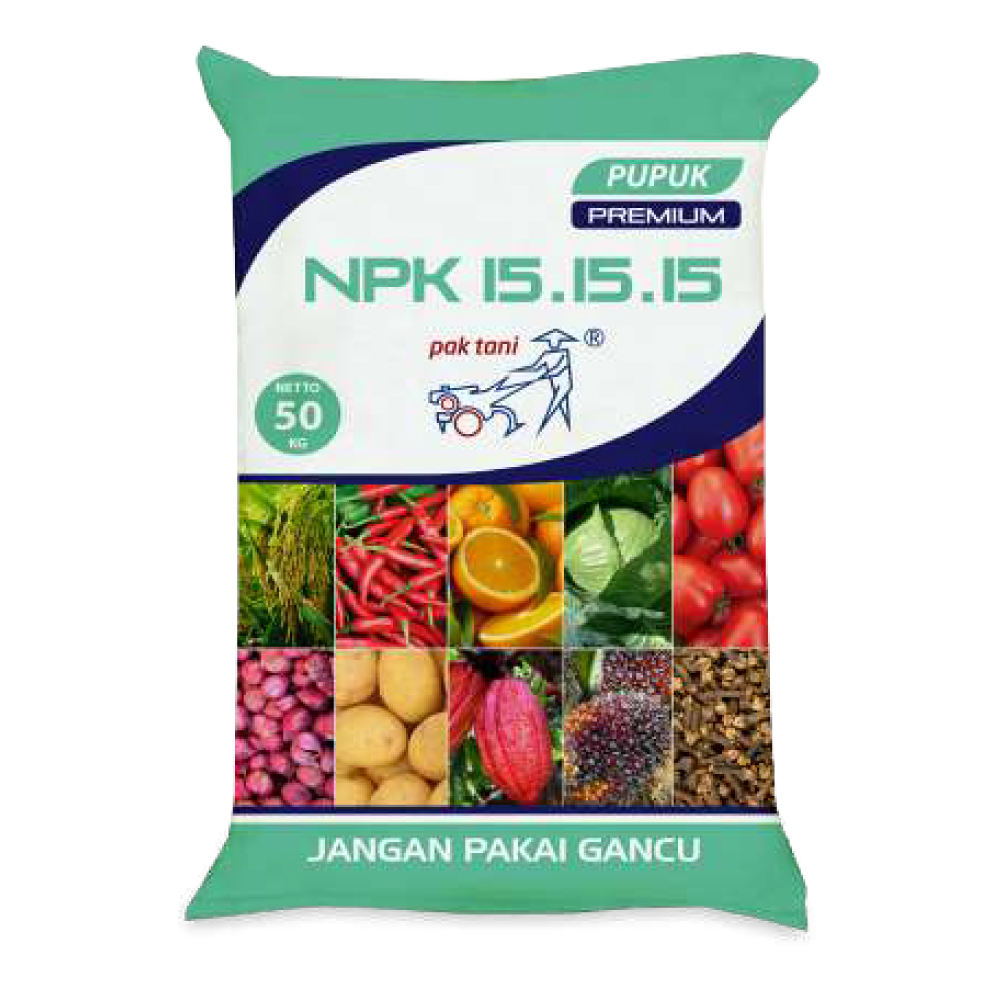 PUPUK
PREMIUM
NPK 15.15.15
pak tani ®
NETTO
50
KG
JANGAN PAKAI GANCU